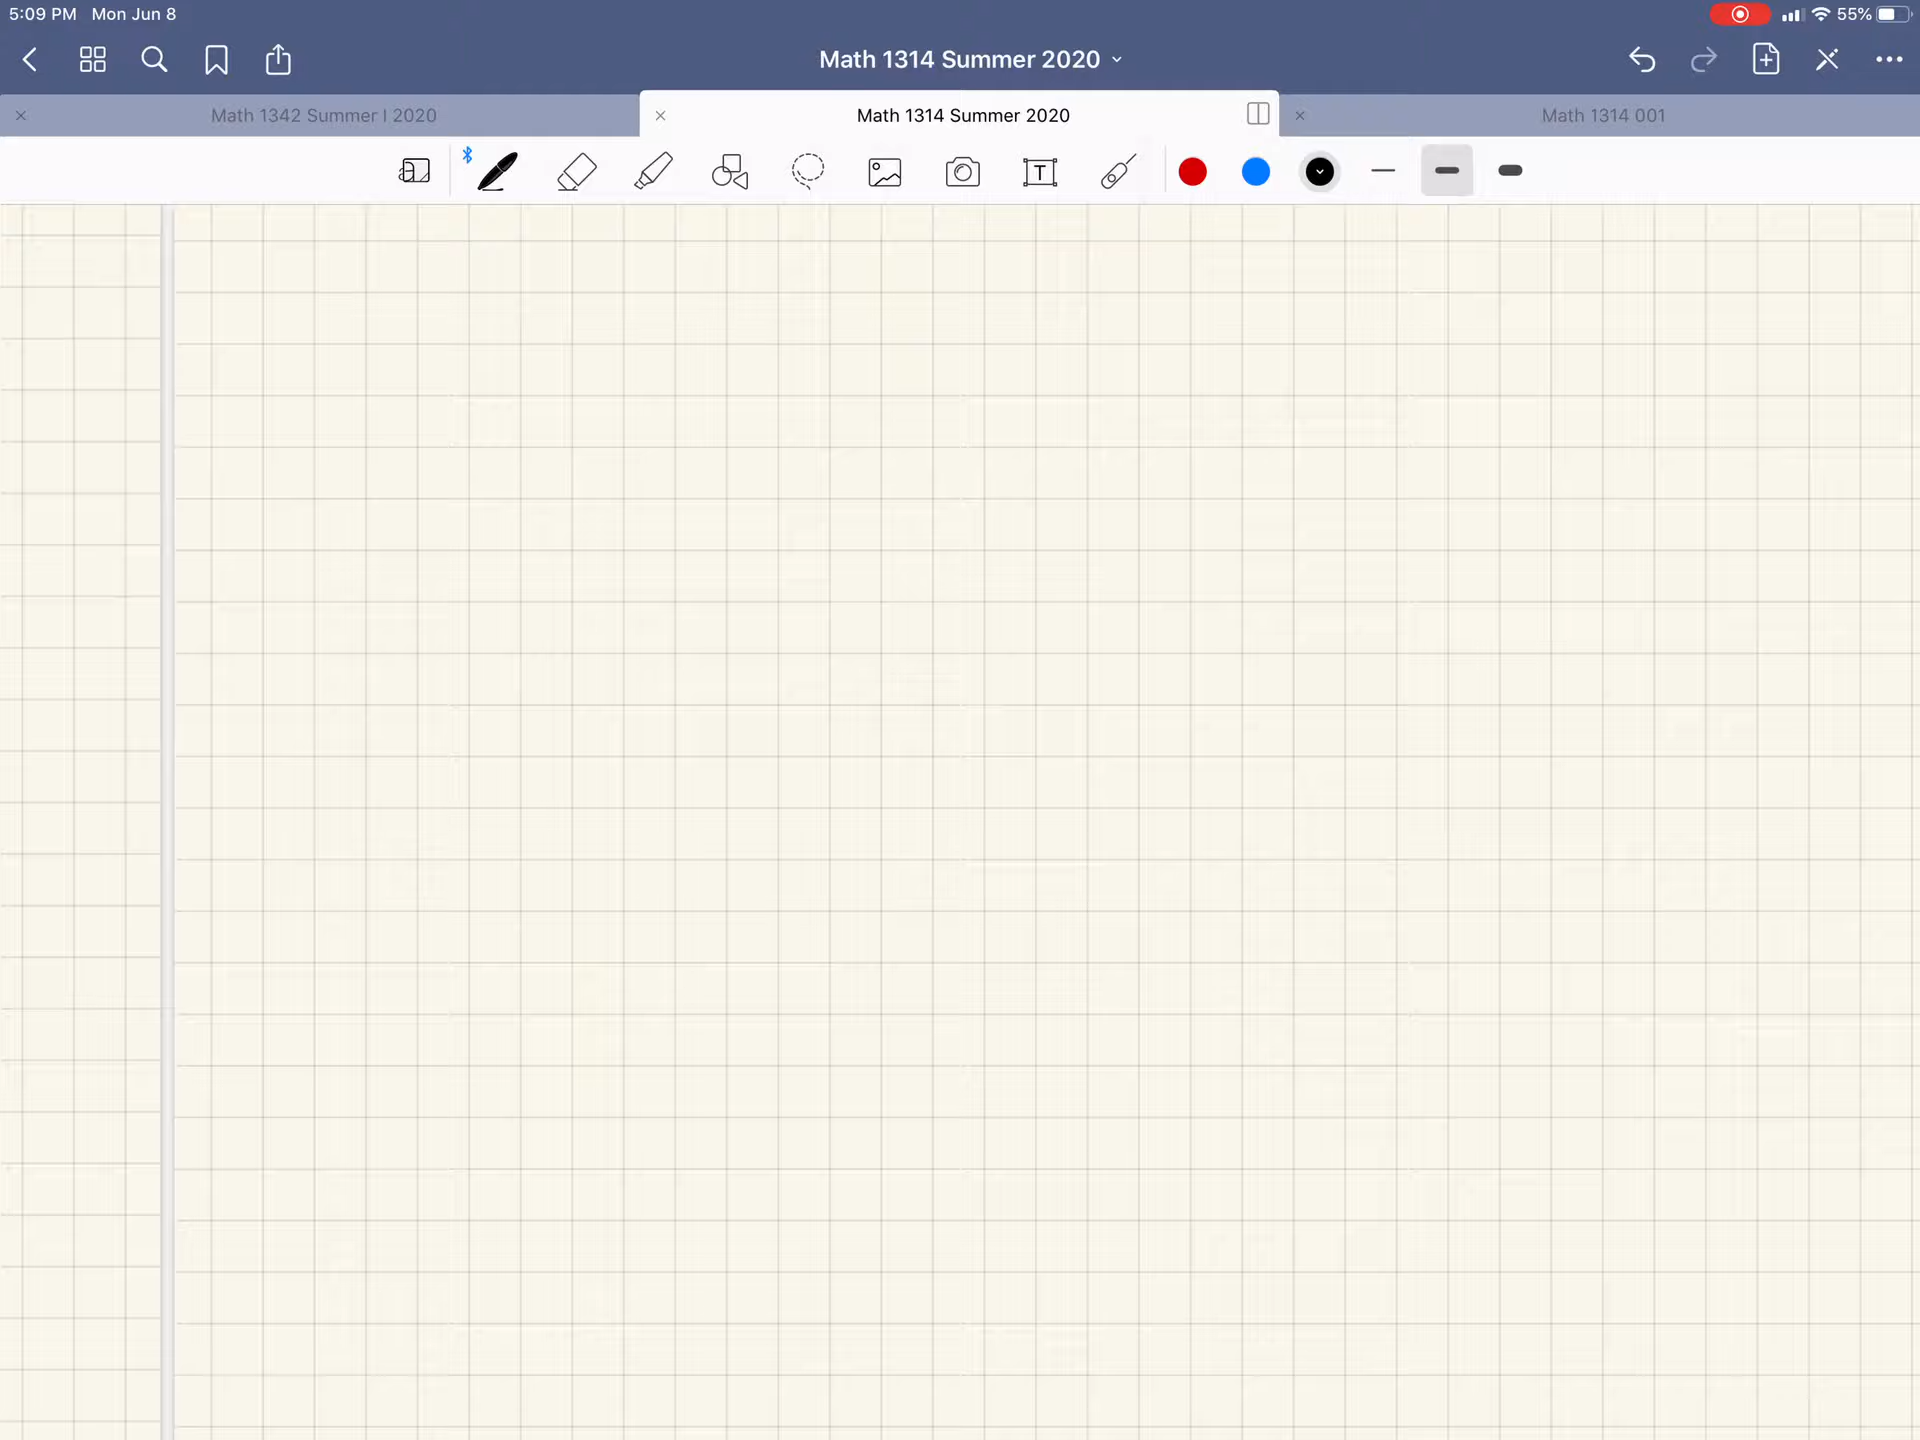 5:09 PM Mon Jun 8 55%
Math 1314 Summer 2020
Math 1342 Summer I 2020 Math 1314 Summer 2020 Math 1314 001
a T